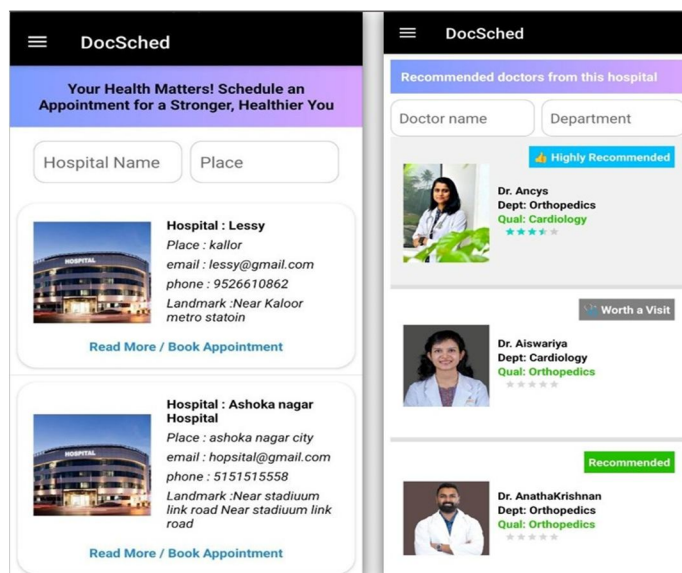 DocSched
Your Health Matters! Schedule an
Appointment for a Stronger, Healthier You
Hospital Name
Place
HOSPITAL
Hospital : Lessy
Place : kallor
email : lessy@gmail.com
phone : 9526610862
Landmark :Near Kaloor
metro statoin
Read More / Book Appointment
HOSPITAL
Hospital : Ashoka nagar
Hospital
Place : ashoka nagar city
email : hopsital@gmail.com
phone : 5151515558
Landmark :Near stadiuum
link road Near stadiuum link
road
Read More / Book Appointment
DocSched
Recommended doctors from this hospital
Doctor name
Department
Highly Recommended
Dr. Ancys
Dept: Orthopedics
Qual: Cardiology
Worth a Visit
Dr. Aiswariya
Dept: Cardiology
Qual: Orthopedics
Recommended
Dr. AnathaKrishnan
Dept: Orthopedics
Qual: Orthopedics